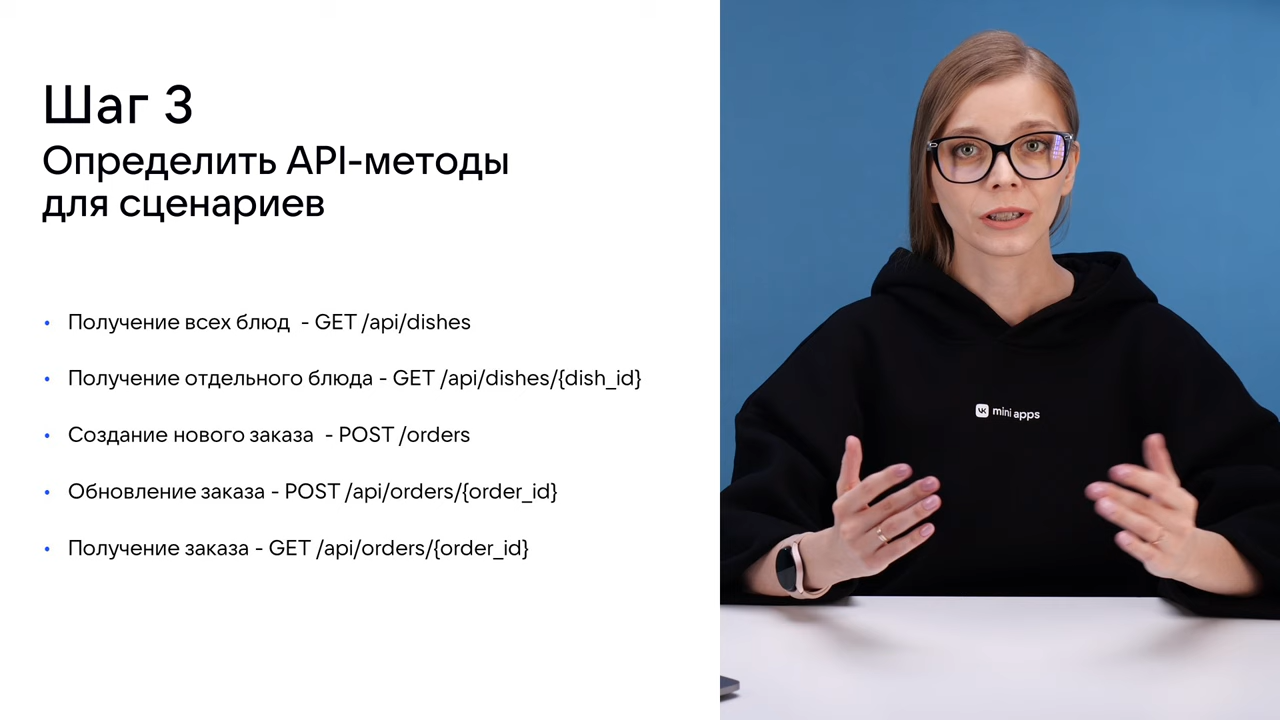 Шаг 3
Определить API-методы
для сценариев
• Получение всех блюд - GET /api/dishes
• Получение отдельного блюда - GET /api/dishes/{dish_id}
• Создание нового заказа - POST /orders
• Обновление заказа - POST /api/orders/{order_id}
• Получение заказа - GET /api/orders/{order_id}
mini apps